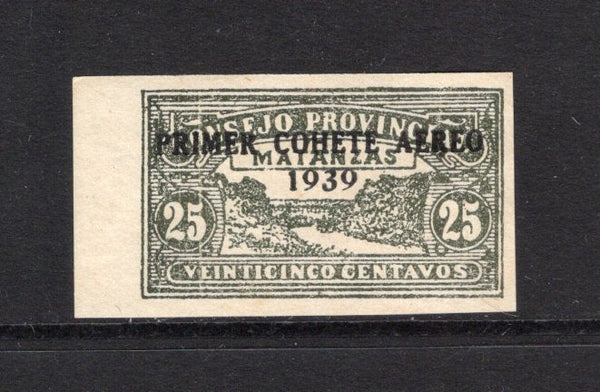 CONSEJO PROVINCIAL
PRIMER COHETE AEREO
MATANZAS
1939
25 25
VEINTICINCO CENTAVOS